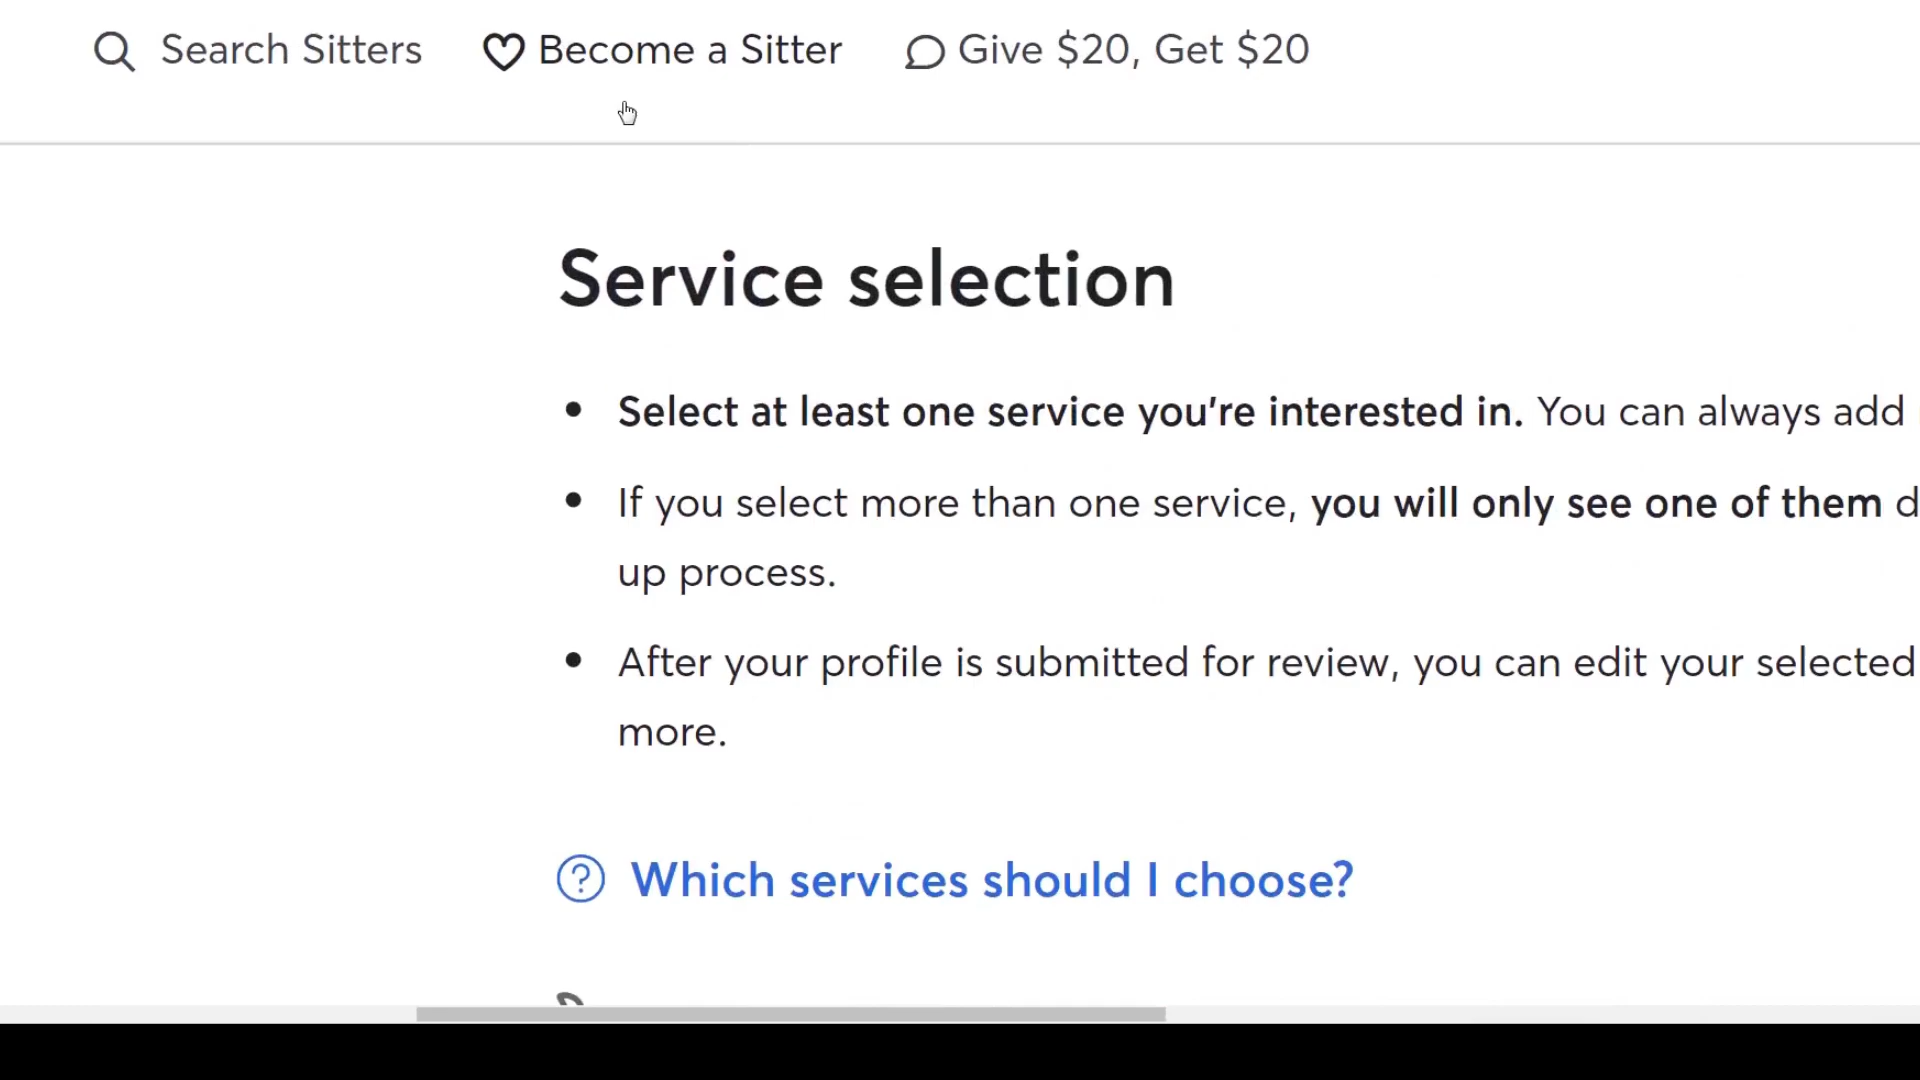 Search Sitters Become a Sitter Give $20, Get $20
Service selection
Select at least one service you're interested in. You can always add
If you select more than one service, you will only see one of them
up process.
After your profile is submitted for review, you can edit your selected
more.
Which services should I choose?